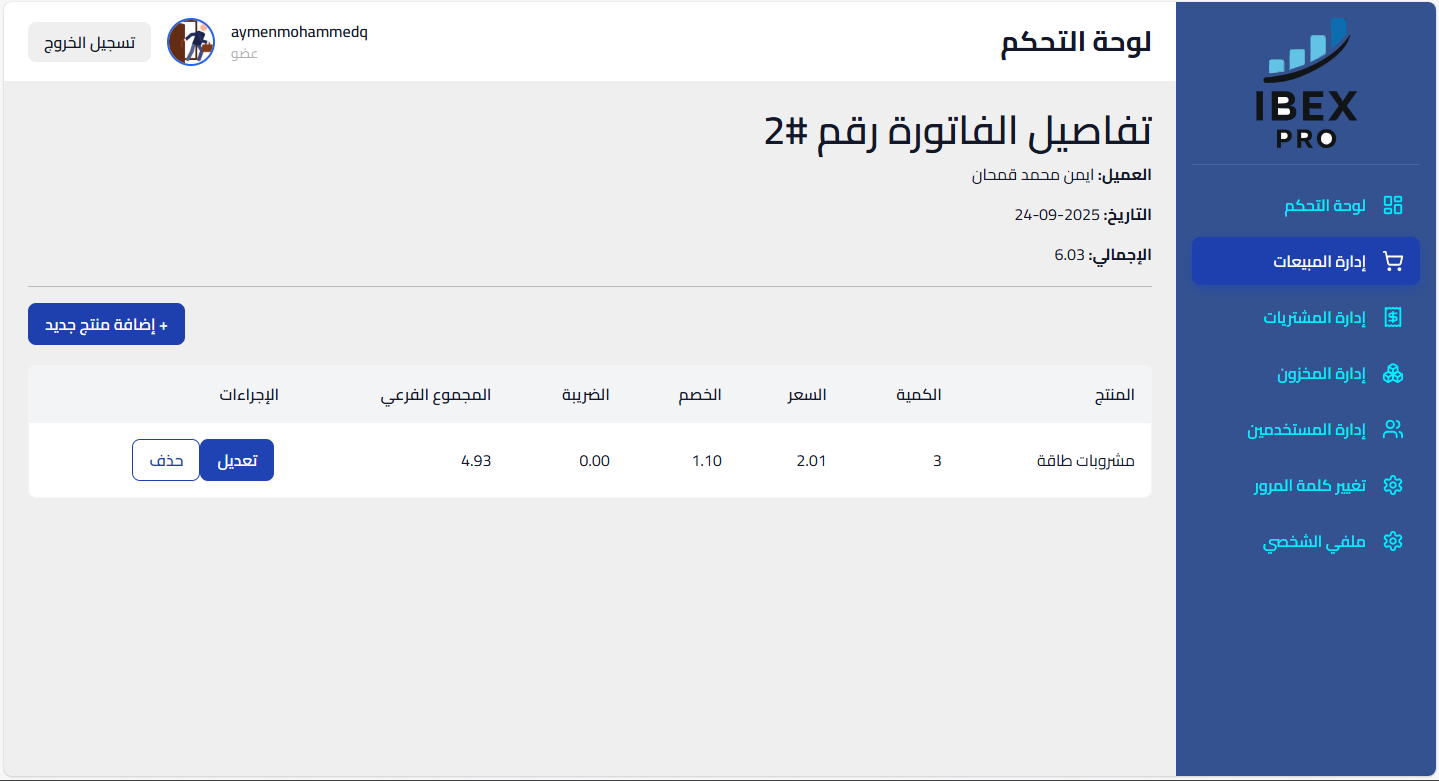 IBEX
PRO
لوحة التحكم
إدارة المبيعات
إدارة المشتريات
إدارة المخزون
إدارة المستخدمين
تغيير كلمة المرور
ملفي الشخصي
لوحة التحكم
aymenmohammedq
عضو
تسجيل الخروج
تفاصيل الفاتورة رقم #2
العميل: ايمن محمد قمحان
التاريخ: 2025-09-24
الإجمالي: 6.03
+ إضافة منتج جديد
المنتج الكمية السعر الخصم الضريبة المجموع الفرعي الإجراءات
مشروبات طاقة 3 2.01 1.10 0.00 4.93 تعديل حذف